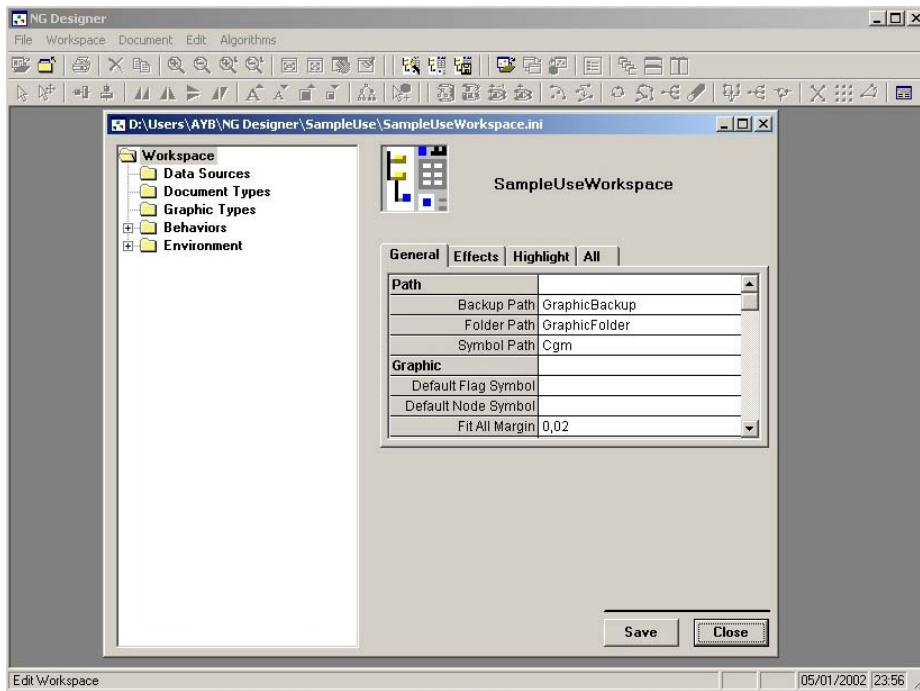 NG Designer
File Workspace Document Edit Algorithms
D:\Users\AYB\NG Designer\SampleUse\SampleUseWorkspace.ini
Workspace
Data Sources
Document Types
Graphic Types
Behaviors
Environment
SampleUseWorkspace
General Effects Highlight All
Path
Backup Path GraphicBackup
Folder Path GraphicFolder
Symbol Path Cgm
Graphic
Default Flag Symbol
Default Node Symbol
Fit All Margin 0,02
Save Close
Edit Workspace 05/01/2002 23:56